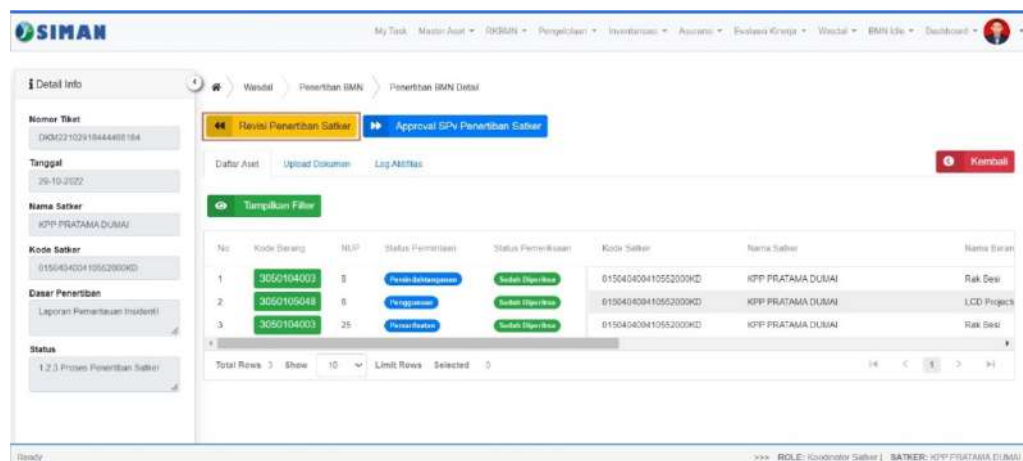 SIMAN
My Task Master Aset RKBMN Pengelolaan Inventarisasi Asuransi Evaluasi Kinerja Wasdal BMN Idle Dashboard
Detail Info
Wasdal Penertiban BMN Penertiban BMN Detail
Nomor Tiket
Revisi Penertiban Satker Approval SPv Penertiban Satker
Tanggal
29-10-2022
Daftar Aset Upload Dokumen Log Aktifitas Kembali
Nama Satker
KPP PRATAMA DUMAI
Tampilkan Filter
Kode Satker
015040400410552000KD
No Kode Barang NUP Status Permintaan Status Pemeriksaan Kode Satker Nama Satker Nama Baran
1 3050104003 8 Pemindahtanganan Sudah Diperiksa 015040400410552000KD KPP PRATAMA DUMAI Rak Besi
2 3050105048 6 Penggunaan Sudah Diperiksa 015040400410552000KD KPP PRATAMA DUMAI LCD Project
3 3050104003 25 Pemanfaatan Sudah Diperiksa 015040400410552000KD KPP PRATAMA DUMAI Rak Besi
Dasar Penertiban
Laporan Pemantauan Insidentil
Status
1.2.3 Proses Penertiban Satker
Total Rows 3 Show 10 Limit Rows Selected 0 1
Ready >>> ROLE: Koordinator Satker | SATKER: KPP PRATAMA DUMAI